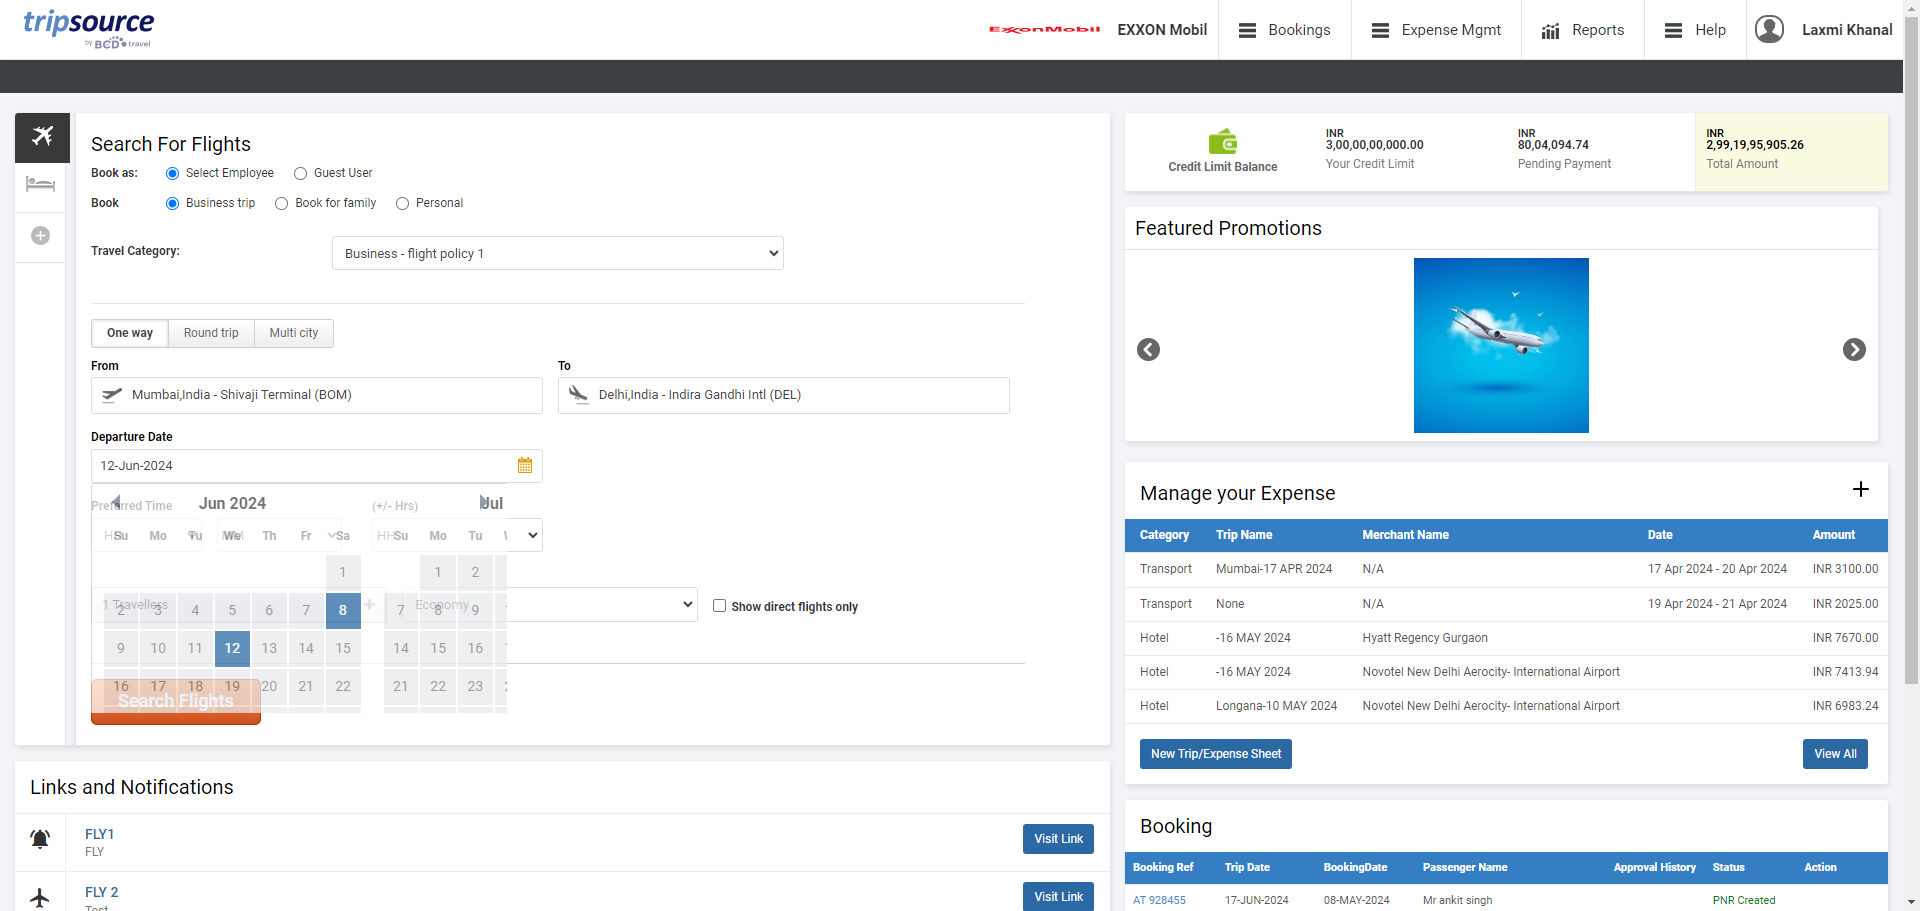 tripsource
by BCD travel
ExxonMobil
EXXON Mobil
Bookings
Expense Mgmt
Reports
Help
Laxmi Khanal
Search For Flights
Book as:
Select Employee
Guest User
Book
Business trip
Book for family
Personal
Travel Category:
Business - flight policy 1
One way
Round trip
Multi city
From
To
Mumbai,India - Shivaji Terminal (BOM)
Delhi,India - Indira Gandhi Intl (DEL)
Departure Date
12-Jun-2024
Preferred Time
Jun 2024
(+/- Hrs)
Jul
Su Mo Tu We Th Fr Sa
Su Mo Tu
1
1 2
1 Travellers
Economy
2 3 4 5 6 7 8
7 8 9
Show direct flights only
9 10 11 12 13 14 15
14 15 16
16 17 18 19 20 21 22
21 22 23
Search Flights
Links and Notifications
FLY1
FLY
Visit Link
FLY 2
Test
Visit Link
Credit Limit Balance
INR
3,00,00,00,000.00
Your Credit Limit
INR
80,04,094.74
Pending Payment
INR
2,99,19,95,905.26
Total Amount
Featured Promotions
Manage your Expense
Category Trip Name Merchant Name Date Amount
Transport Mumbai-17 APR 2024 N/A 17 Apr 2024 - 20 Apr 2024 INR 3100.00
Transport None N/A 19 Apr 2024 - 21 Apr 2024 INR 2025.00
Hotel -16 MAY 2024 Hyatt Regency Gurgaon INR 7670.00
Hotel -16 MAY 2024 Novotel New Delhi Aerocity- International Airport INR 7413.94
Hotel Longana-10 MAY 2024 Novotel New Delhi Aerocity- International Airport INR 6983.24
New Trip/Expense Sheet
View All
Booking
Booking Ref Trip Date BookingDate Passenger Name Approval History Status Action
AT 928455 17-JUN-2024 08-MAY-2024 Mr ankit singh PNR Created